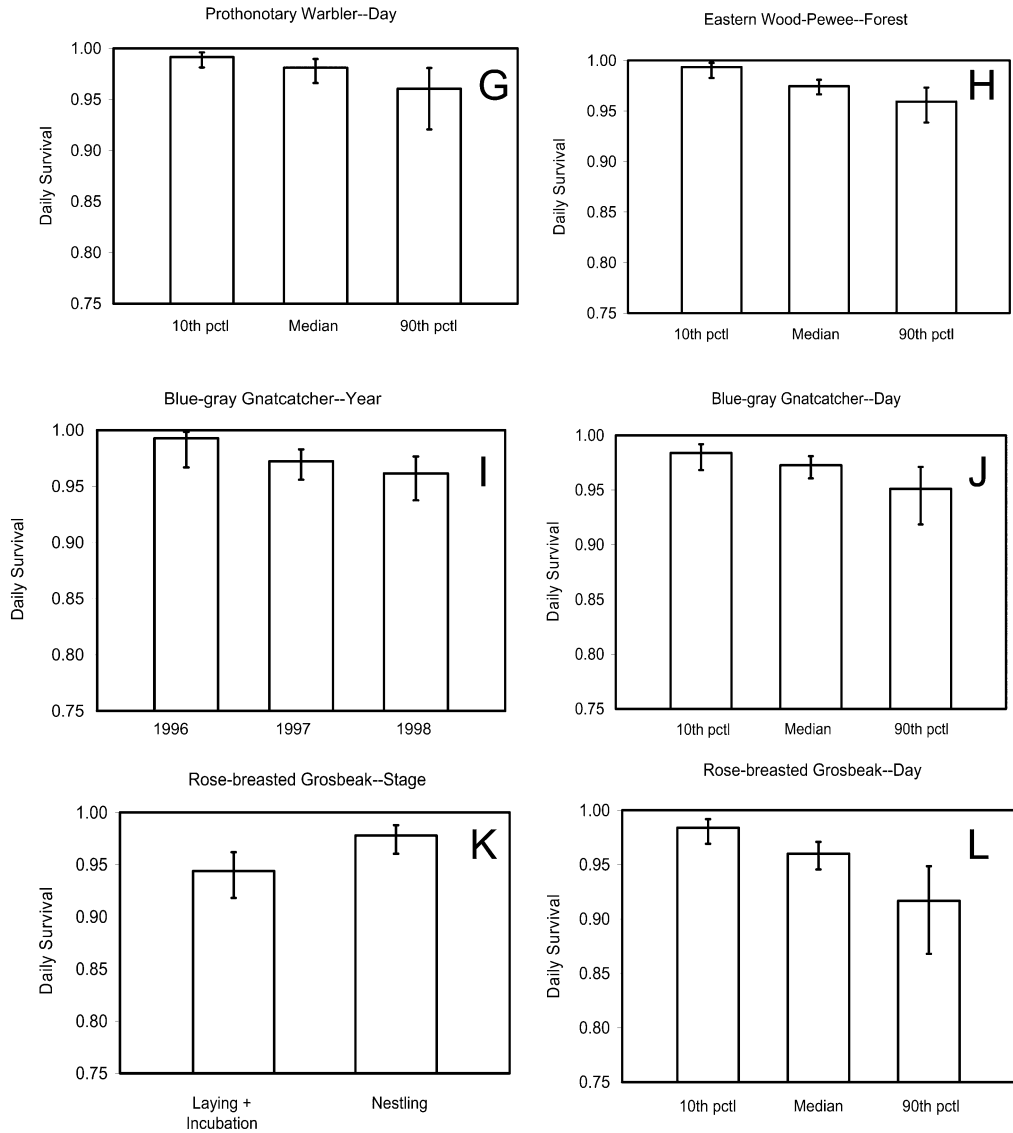 Prothonotary Warbler--Day
G
Daily Survival
1.00
0.95
0.90
0.85
0.80
0.75
10th pctl Median 90th pctl
Eastern Wood-Pewee--Forest
H
Daily Survival
1.00
0.95
0.90
0.85
0.80
0.75
10th pctl Median 90th pctl
Blue-gray Gnatcatcher--Year
I
Daily Survival
1.00
0.95
0.90
0.85
0.80
0.75
1996 1997 1998
Blue-gray Gnatcatcher--Day
J
Daily Survival
1.00
0.95
0.90
0.85
0.80
0.75
10th pctl Median 90th pctl
Rose-breasted Grosbeak--Stage
K
Daily Survival
1.00
0.95
0.90
0.85
0.80
0.75
Laying + Nestling
Incubation
Rose-breasted Grosbeak--Day
L
Daily Survival
1.00
0.95
0.90
0.85
0.80
0.75
10th pctl Median 90th pctl